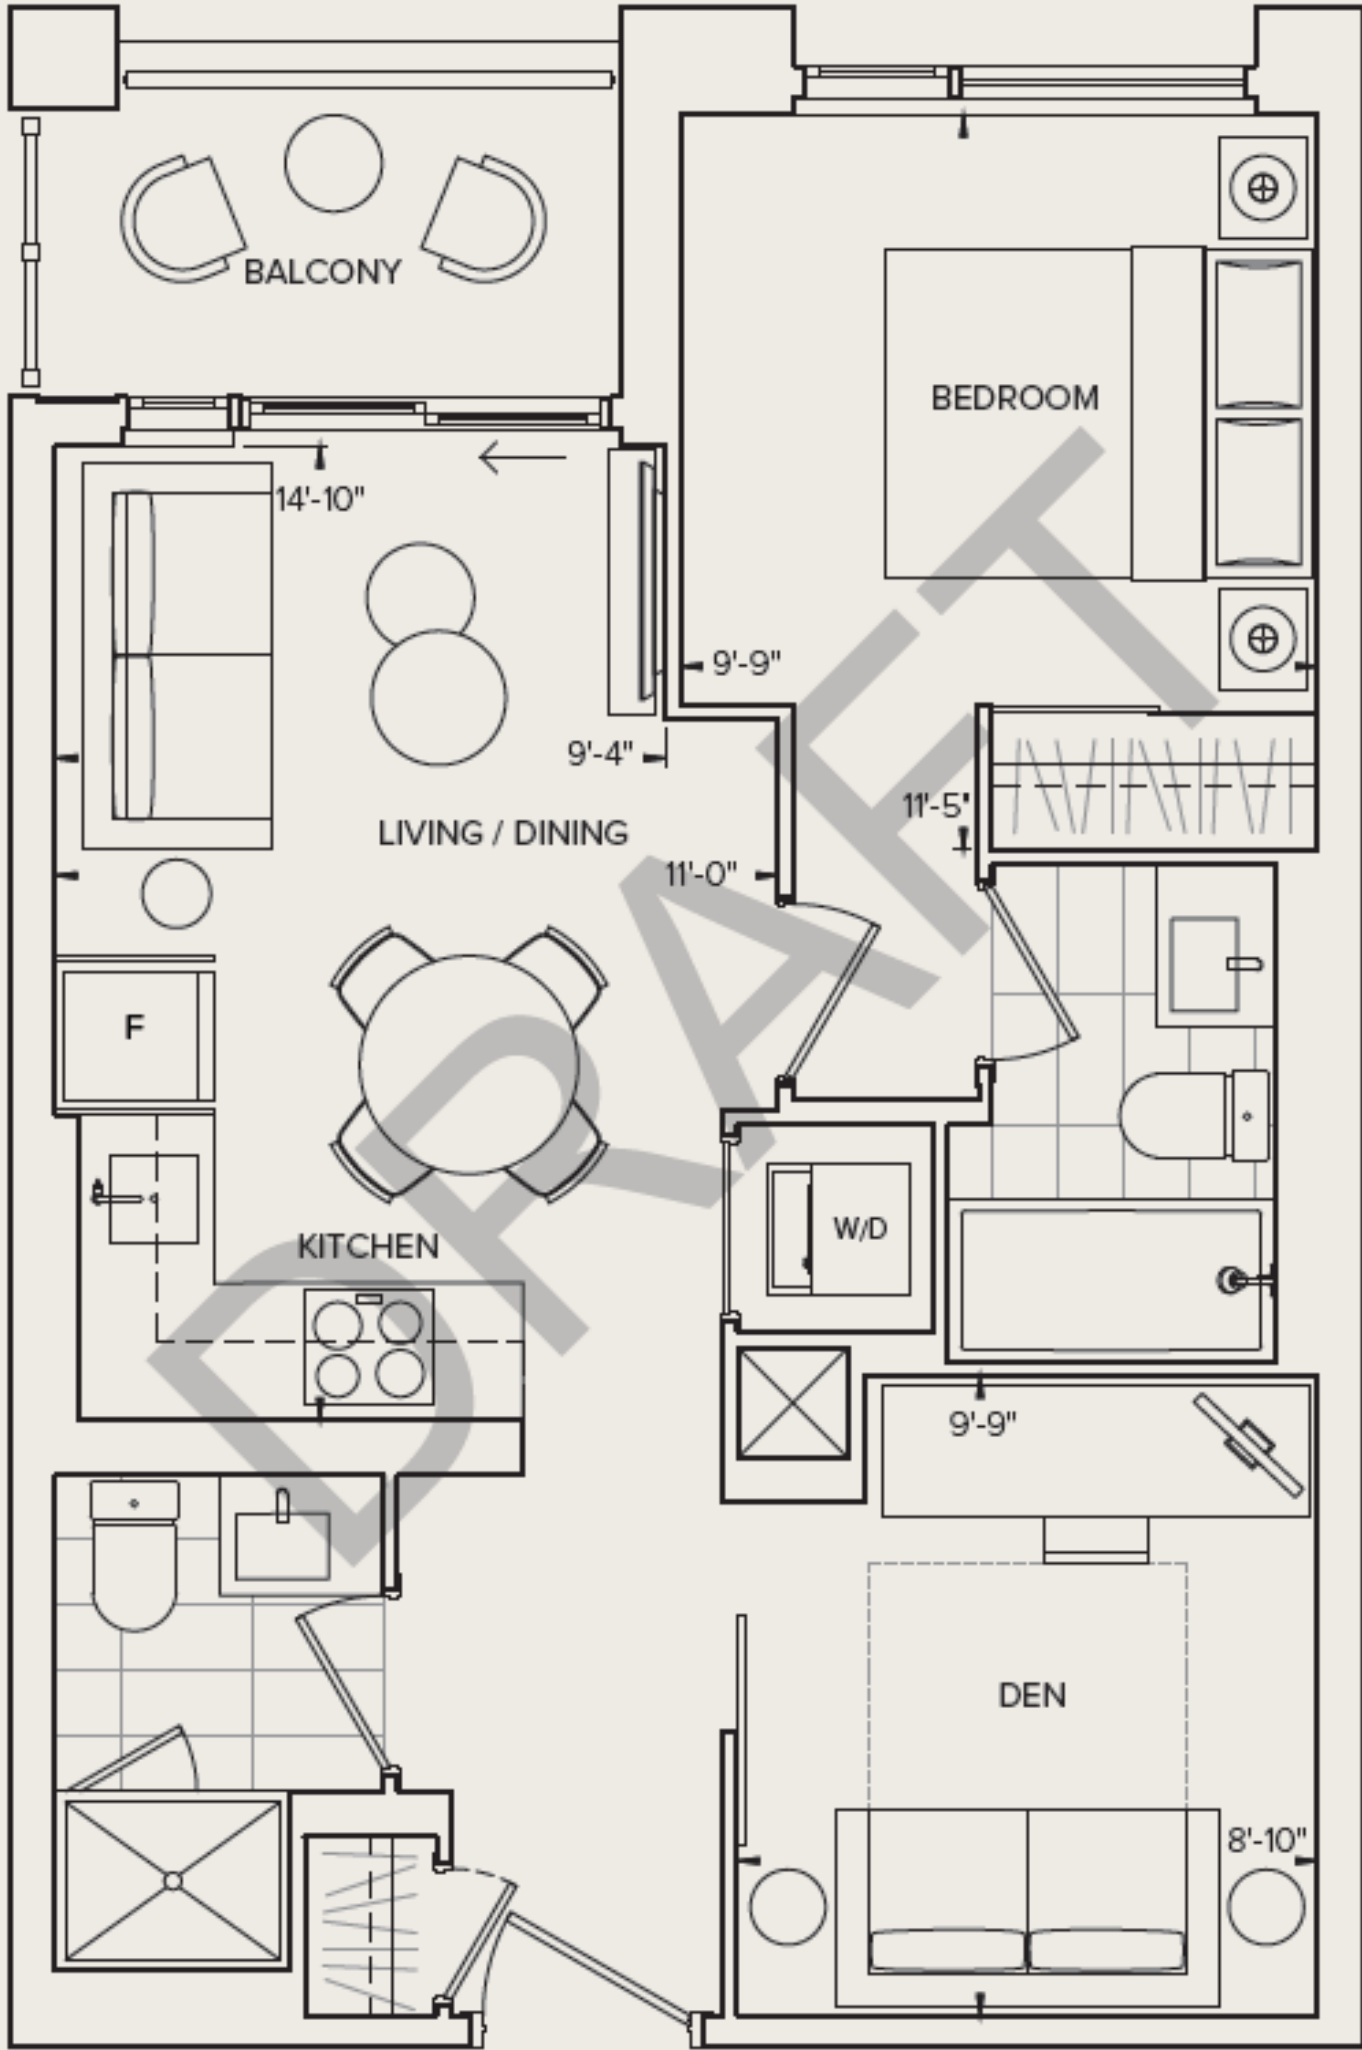 BALCONY
BEDROOM
14'-10"
9'-9"
9'-4"
11'-5'
LIVING / DINING
11'-0"
F
W/D
KITCHEN
9'-9"
DEN
8'-10"
DRAFT